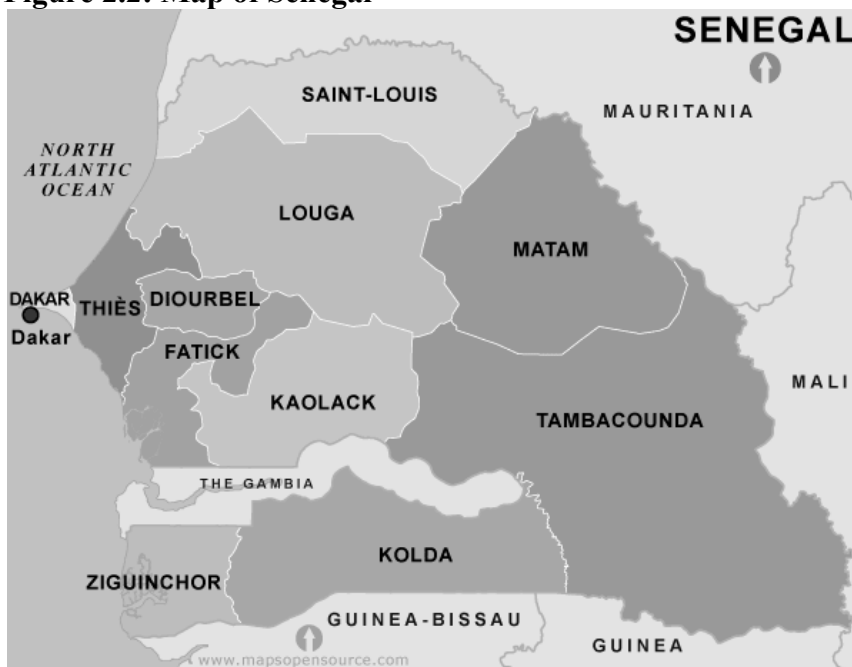 Figure 2.2: Map of Senegal
SENEGAL
SAINT-LOUIS
MAURITANIA
NORTH
ATLANTIC
OCEAN
LOUGA
MATAM
DAKAR
THIÈS
DIOURBEL
Dakar
FATICK
MALI
KAOLACK
TAMBACOUNDA
THE GAMBIA
KOLDA
ZIGUINCHOR
GUINEA-BISSAU
GUINEA
www.mapsopensource.com